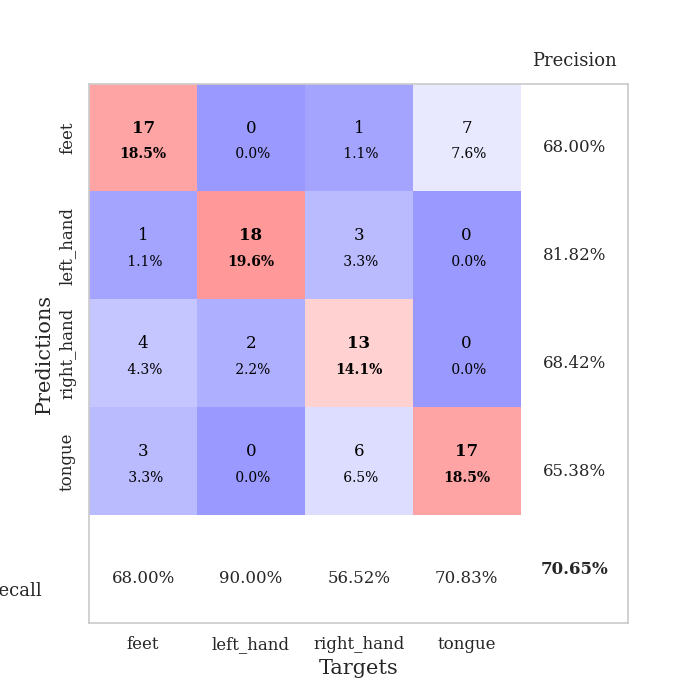 Precision
feet
17 0 1 7
18.5% 0.0% 1.1% 7.6%
68.00%
left_hand
1 18 3 0
1.1% 19.6% 3.3% 0.0%
81.82%
Predictions
right_hand
4 2 13 0
4.3% 2.2% 14.1% 0.0%
68.42%
tongue
3 0 6 17
3.3% 0.0% 6.5% 18.5%
65.38%
ecall
68.00% 90.00% 56.52% 70.83% 70.65%
feet left_hand right_hand tongue
Targets